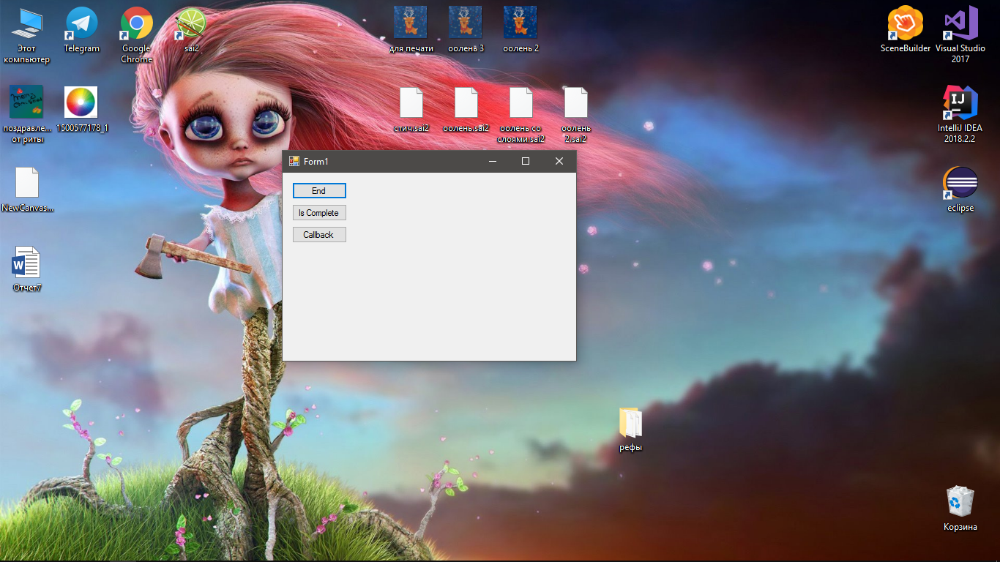 Этот
компьютер
Telegram
Google
Chrome
sai2
для печати
оолень 3
оолень 2
SceneBuilder
Visual Studio
2017
поздравле...
от риты
1500577178_1
стич.sai2
оолень.sai2
оолень со
слоями.sai2
оолень
2.sai2
IJ
IntelliJ IDEA
2018.2.2
Form1
End
Is Complete
Callback
NewCanvas...
eclipse
W
Отчет7
рефы
Корзина